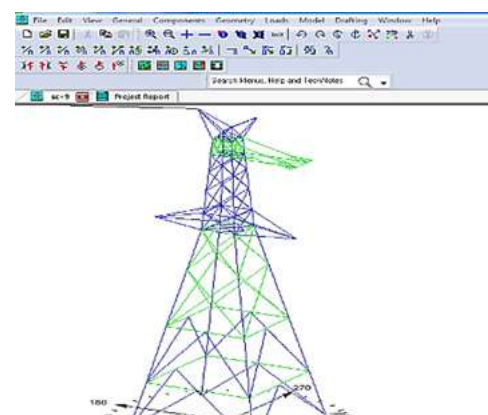 File Edit View General Components Geometry Loads Model Drafting Window Help
Search Menus, Help and TechNotes
sc-9 Project Report
270
180